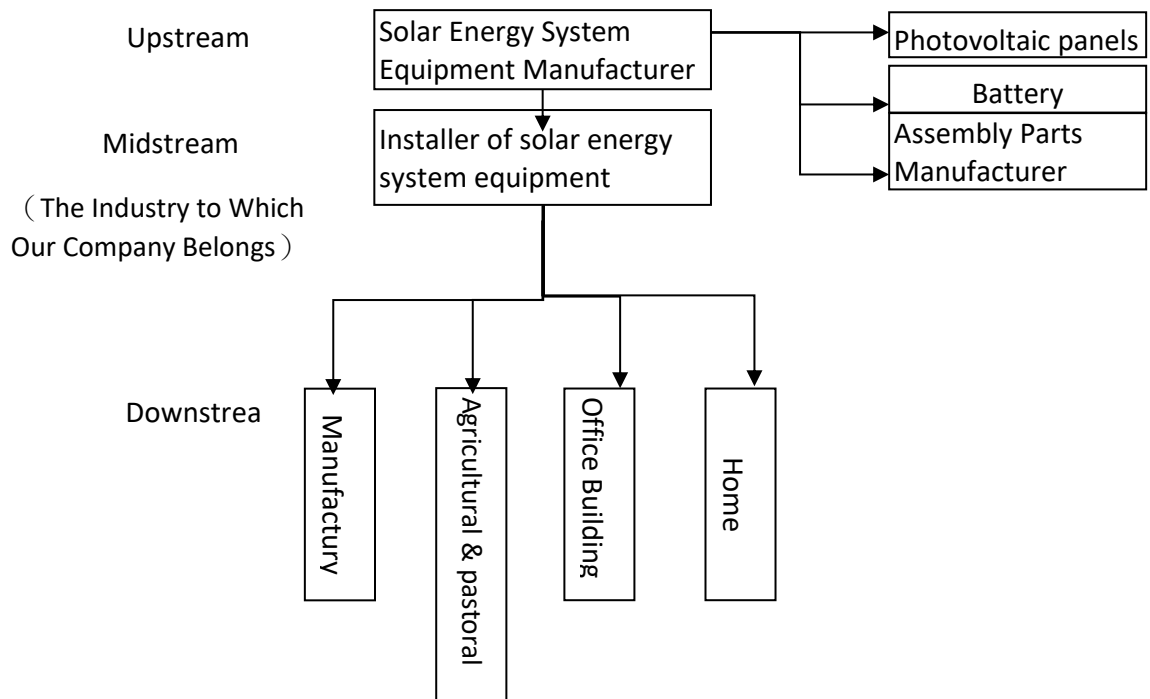 Upstream
Solar Energy System
Equipment Manufacturer
Photovoltaic panels
Battery
Assembly Parts
Manufacturer
Midstream
Installer of solar energy
system equipment
（The Industry to Which
Our Company Belongs）
Downstrea
Manufactury
Agricultural & pastoral
Office Building
Home